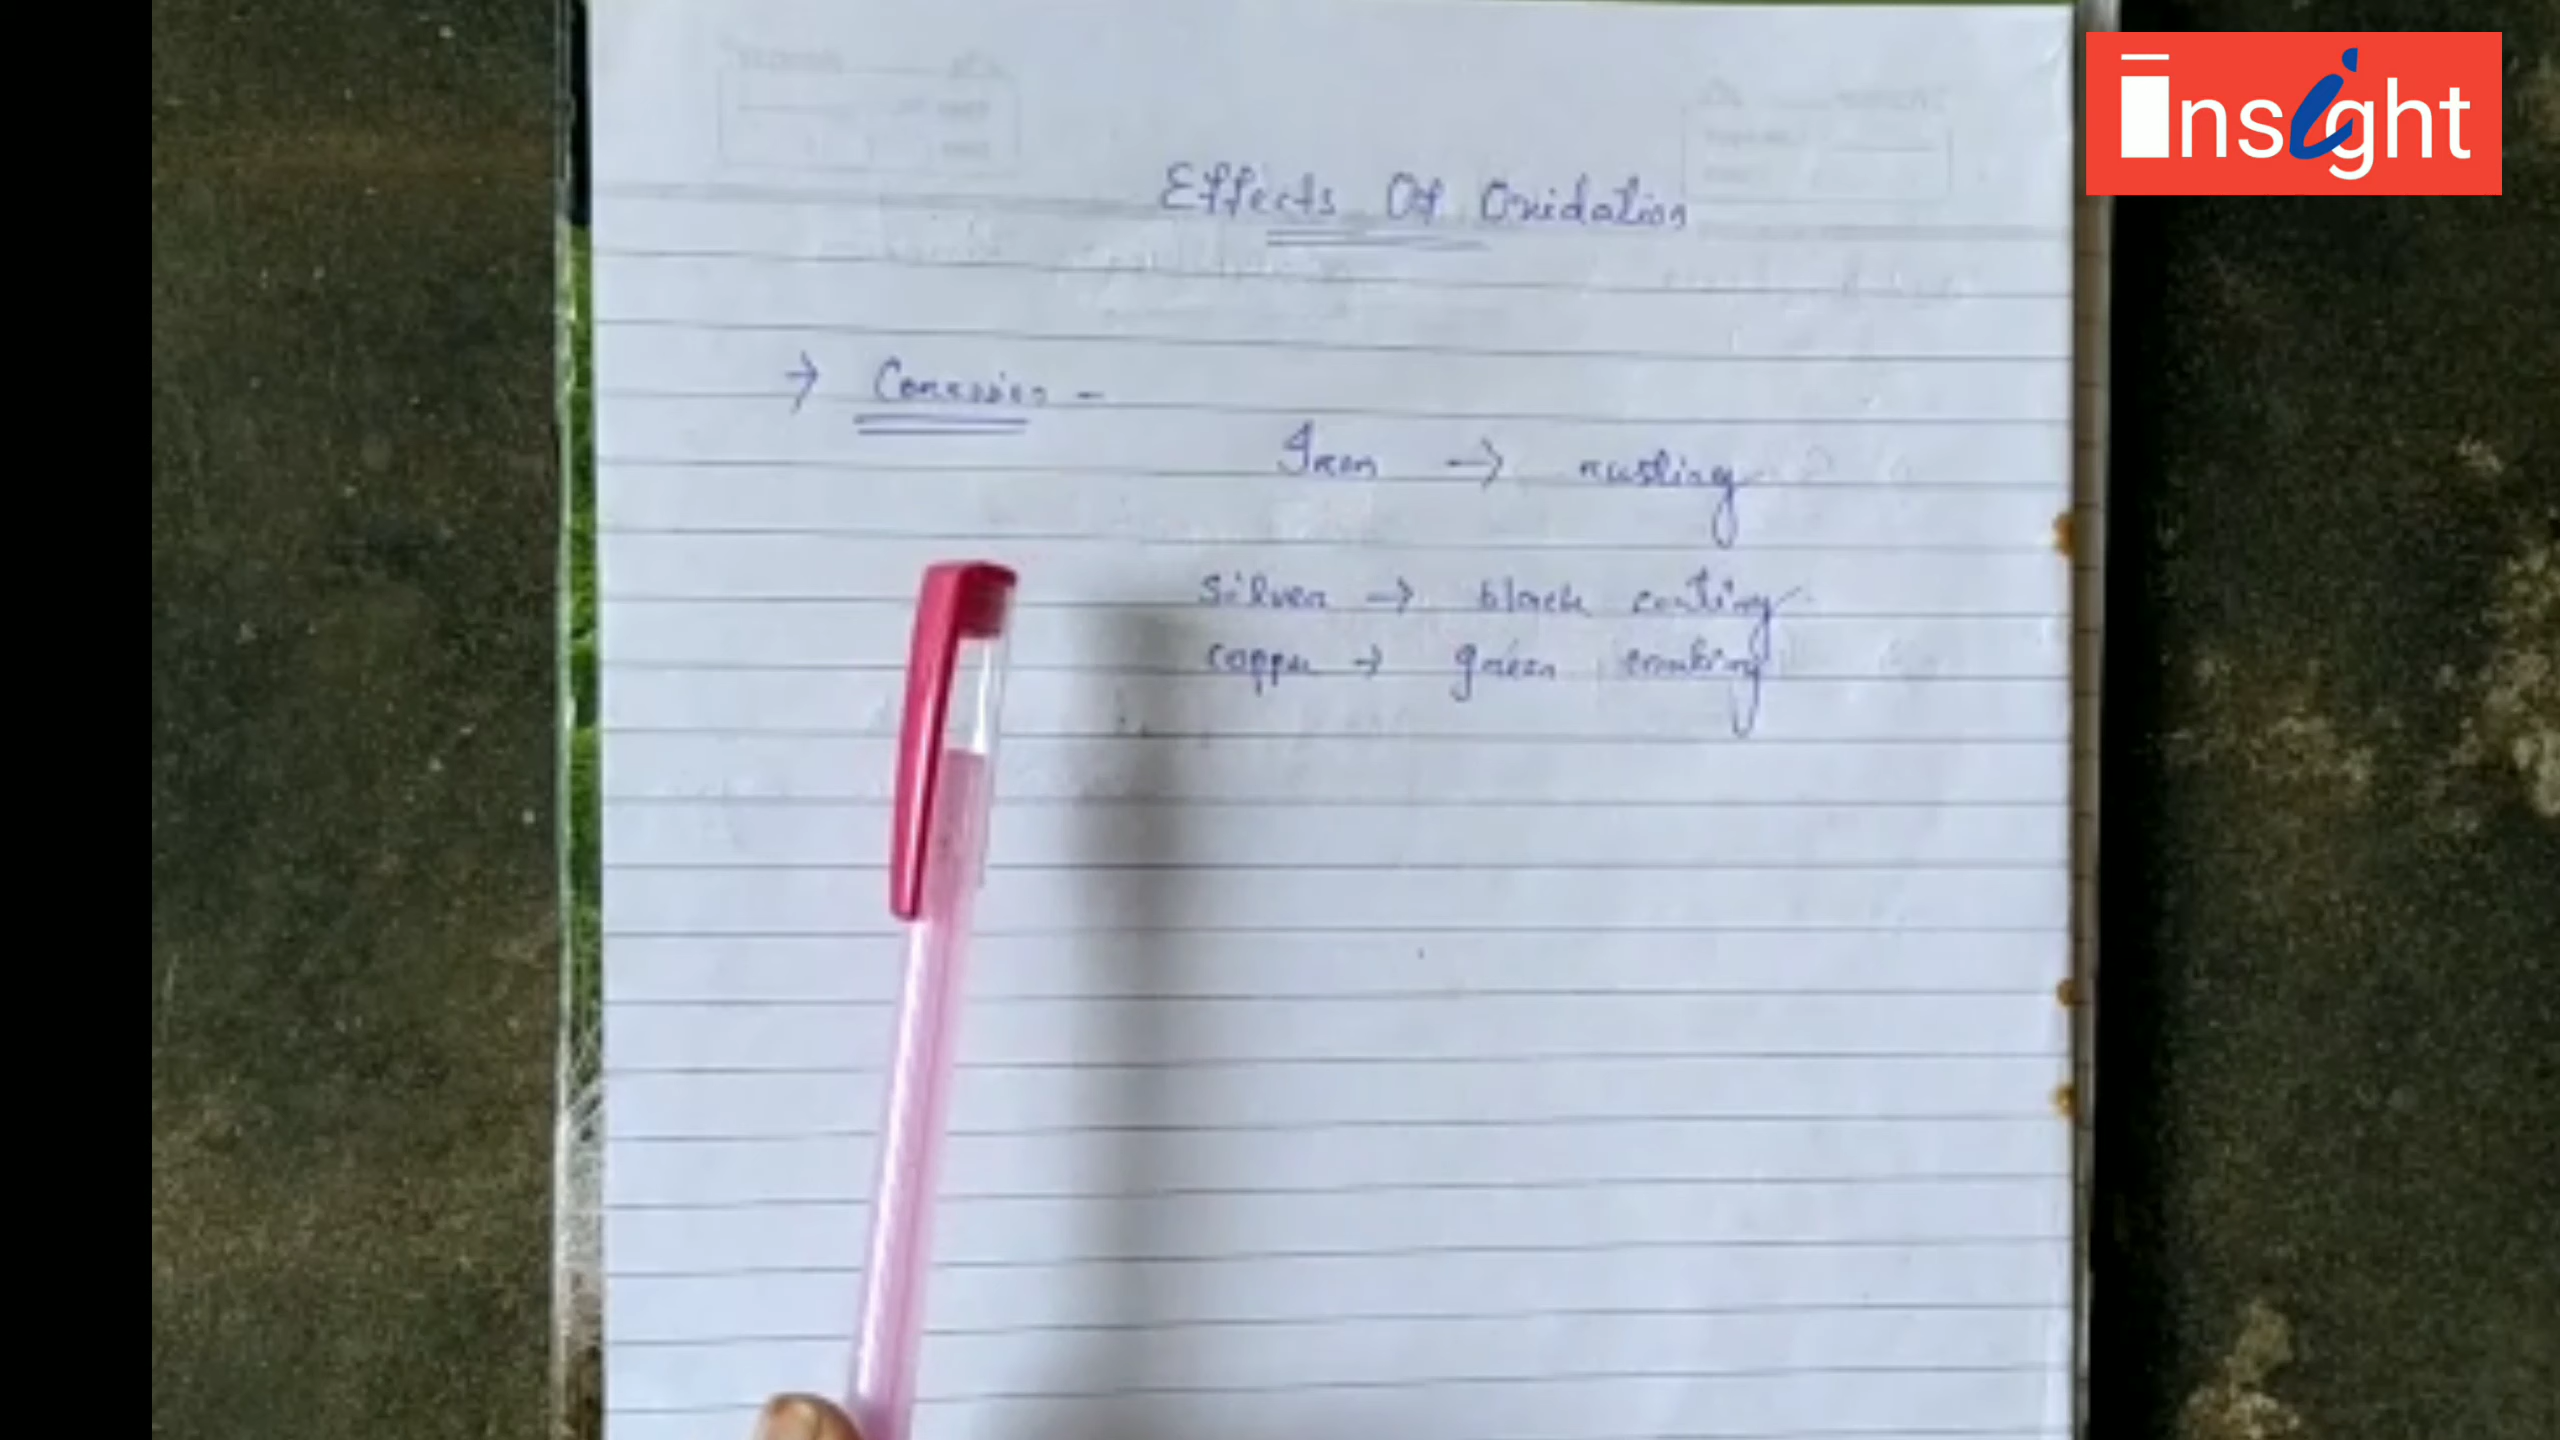 Insight
Effects Of Oxidation
→ Corrosion -
Iron → rusting
silver → black coating
copper → green coating